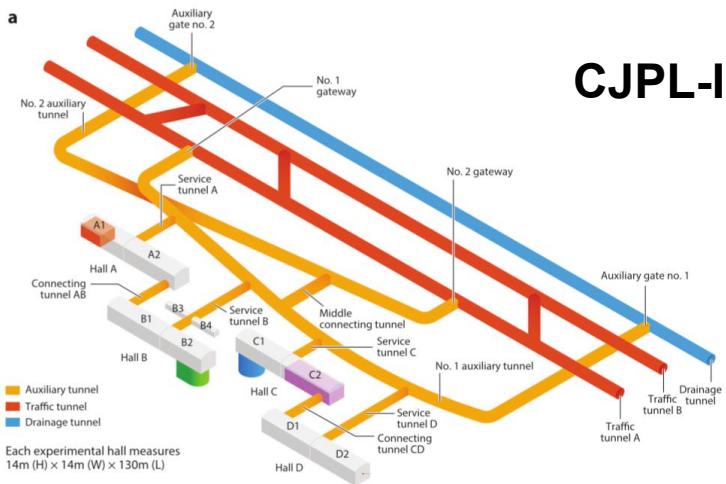 a
Auxiliary
gate no. 2
CJPL-I
No. 1
gateway
No. 2 auxiliary
tunnel
No. 2 gateway
Service
tunnel A
A1
A2
Hall A
Auxiliary gate no. 1
Connecting
tunnel AB
B3
B4
B1
B2
Hall B
Service
tunnel B
Middle
connecting tunnel
C1
C2
Hall C
Service
tunnel C
No. 1 auxiliary tunnel
Drainage
tunnel
Traffic
tunnel B
Traffic
tunnel A
Auxiliary tunnel
Traffic tunnel
Drainage tunnel
D1
D2
Hall D
Service
tunnel D
Connecting
tunnel CD
Each experimental hall measures
14m (H) × 14m (W) × 130m (L)